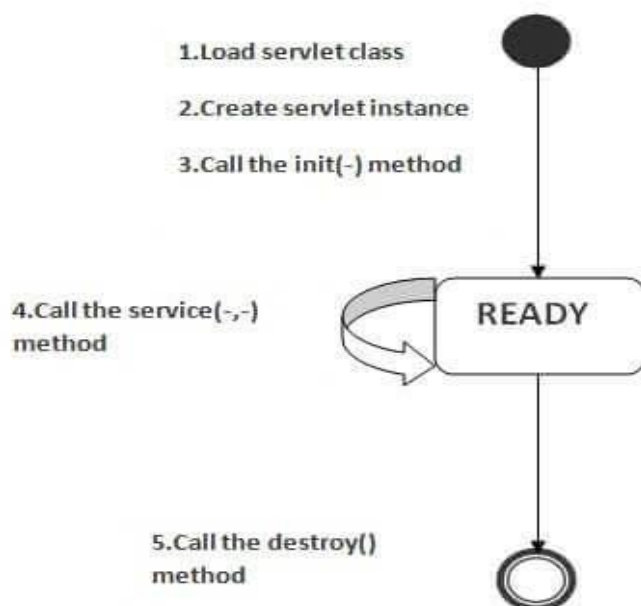 1.Load servlet class
2.Create servlet instance
3.Call the init(-) method
4.Call the service(-,-)
method
READY
5.Call the destroy()
method